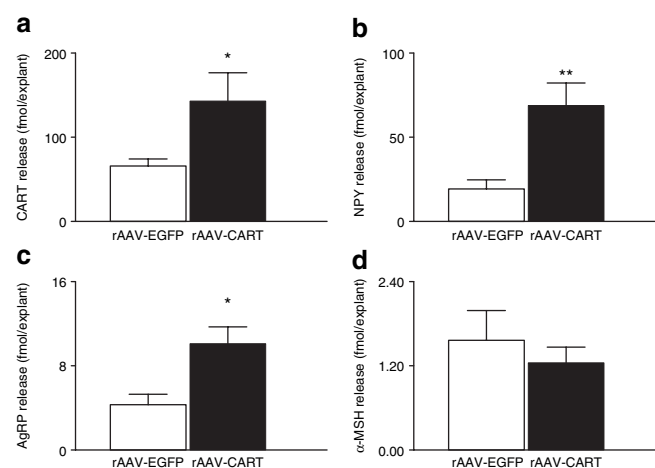 a
CART release (fmol/explant)
200
100
0
*
rAAV-EGFP rAAV-CART
b
NPY release (fmol/explant)
100
50
0
**
rAAV-EGFP rAAV-CART
c
AgRP release (fmol/explant)
16
8
0
*
rAAV-EGFP rAAV-CART
d
α-MSH release (fmol/explant)
2.40
1.20
0.00
rAAV-EGFP rAAV-CART